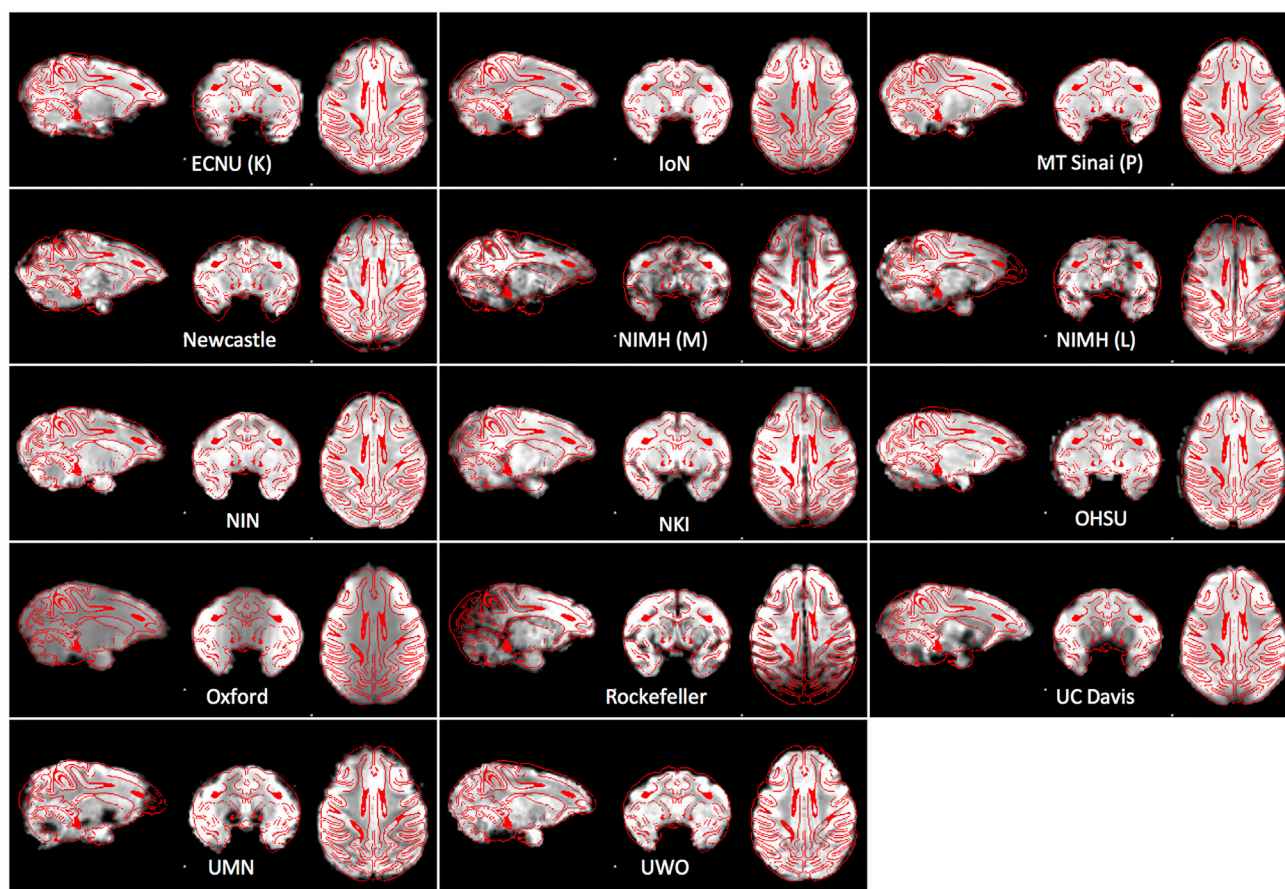 ECNU (K)
IoN
MT Sinai (P)
Newcastle
NIMH (M)
NIMH (L)
NIN
NKI
OHSU
Oxford
Rockefeller
UC Davis
UMN
UWO